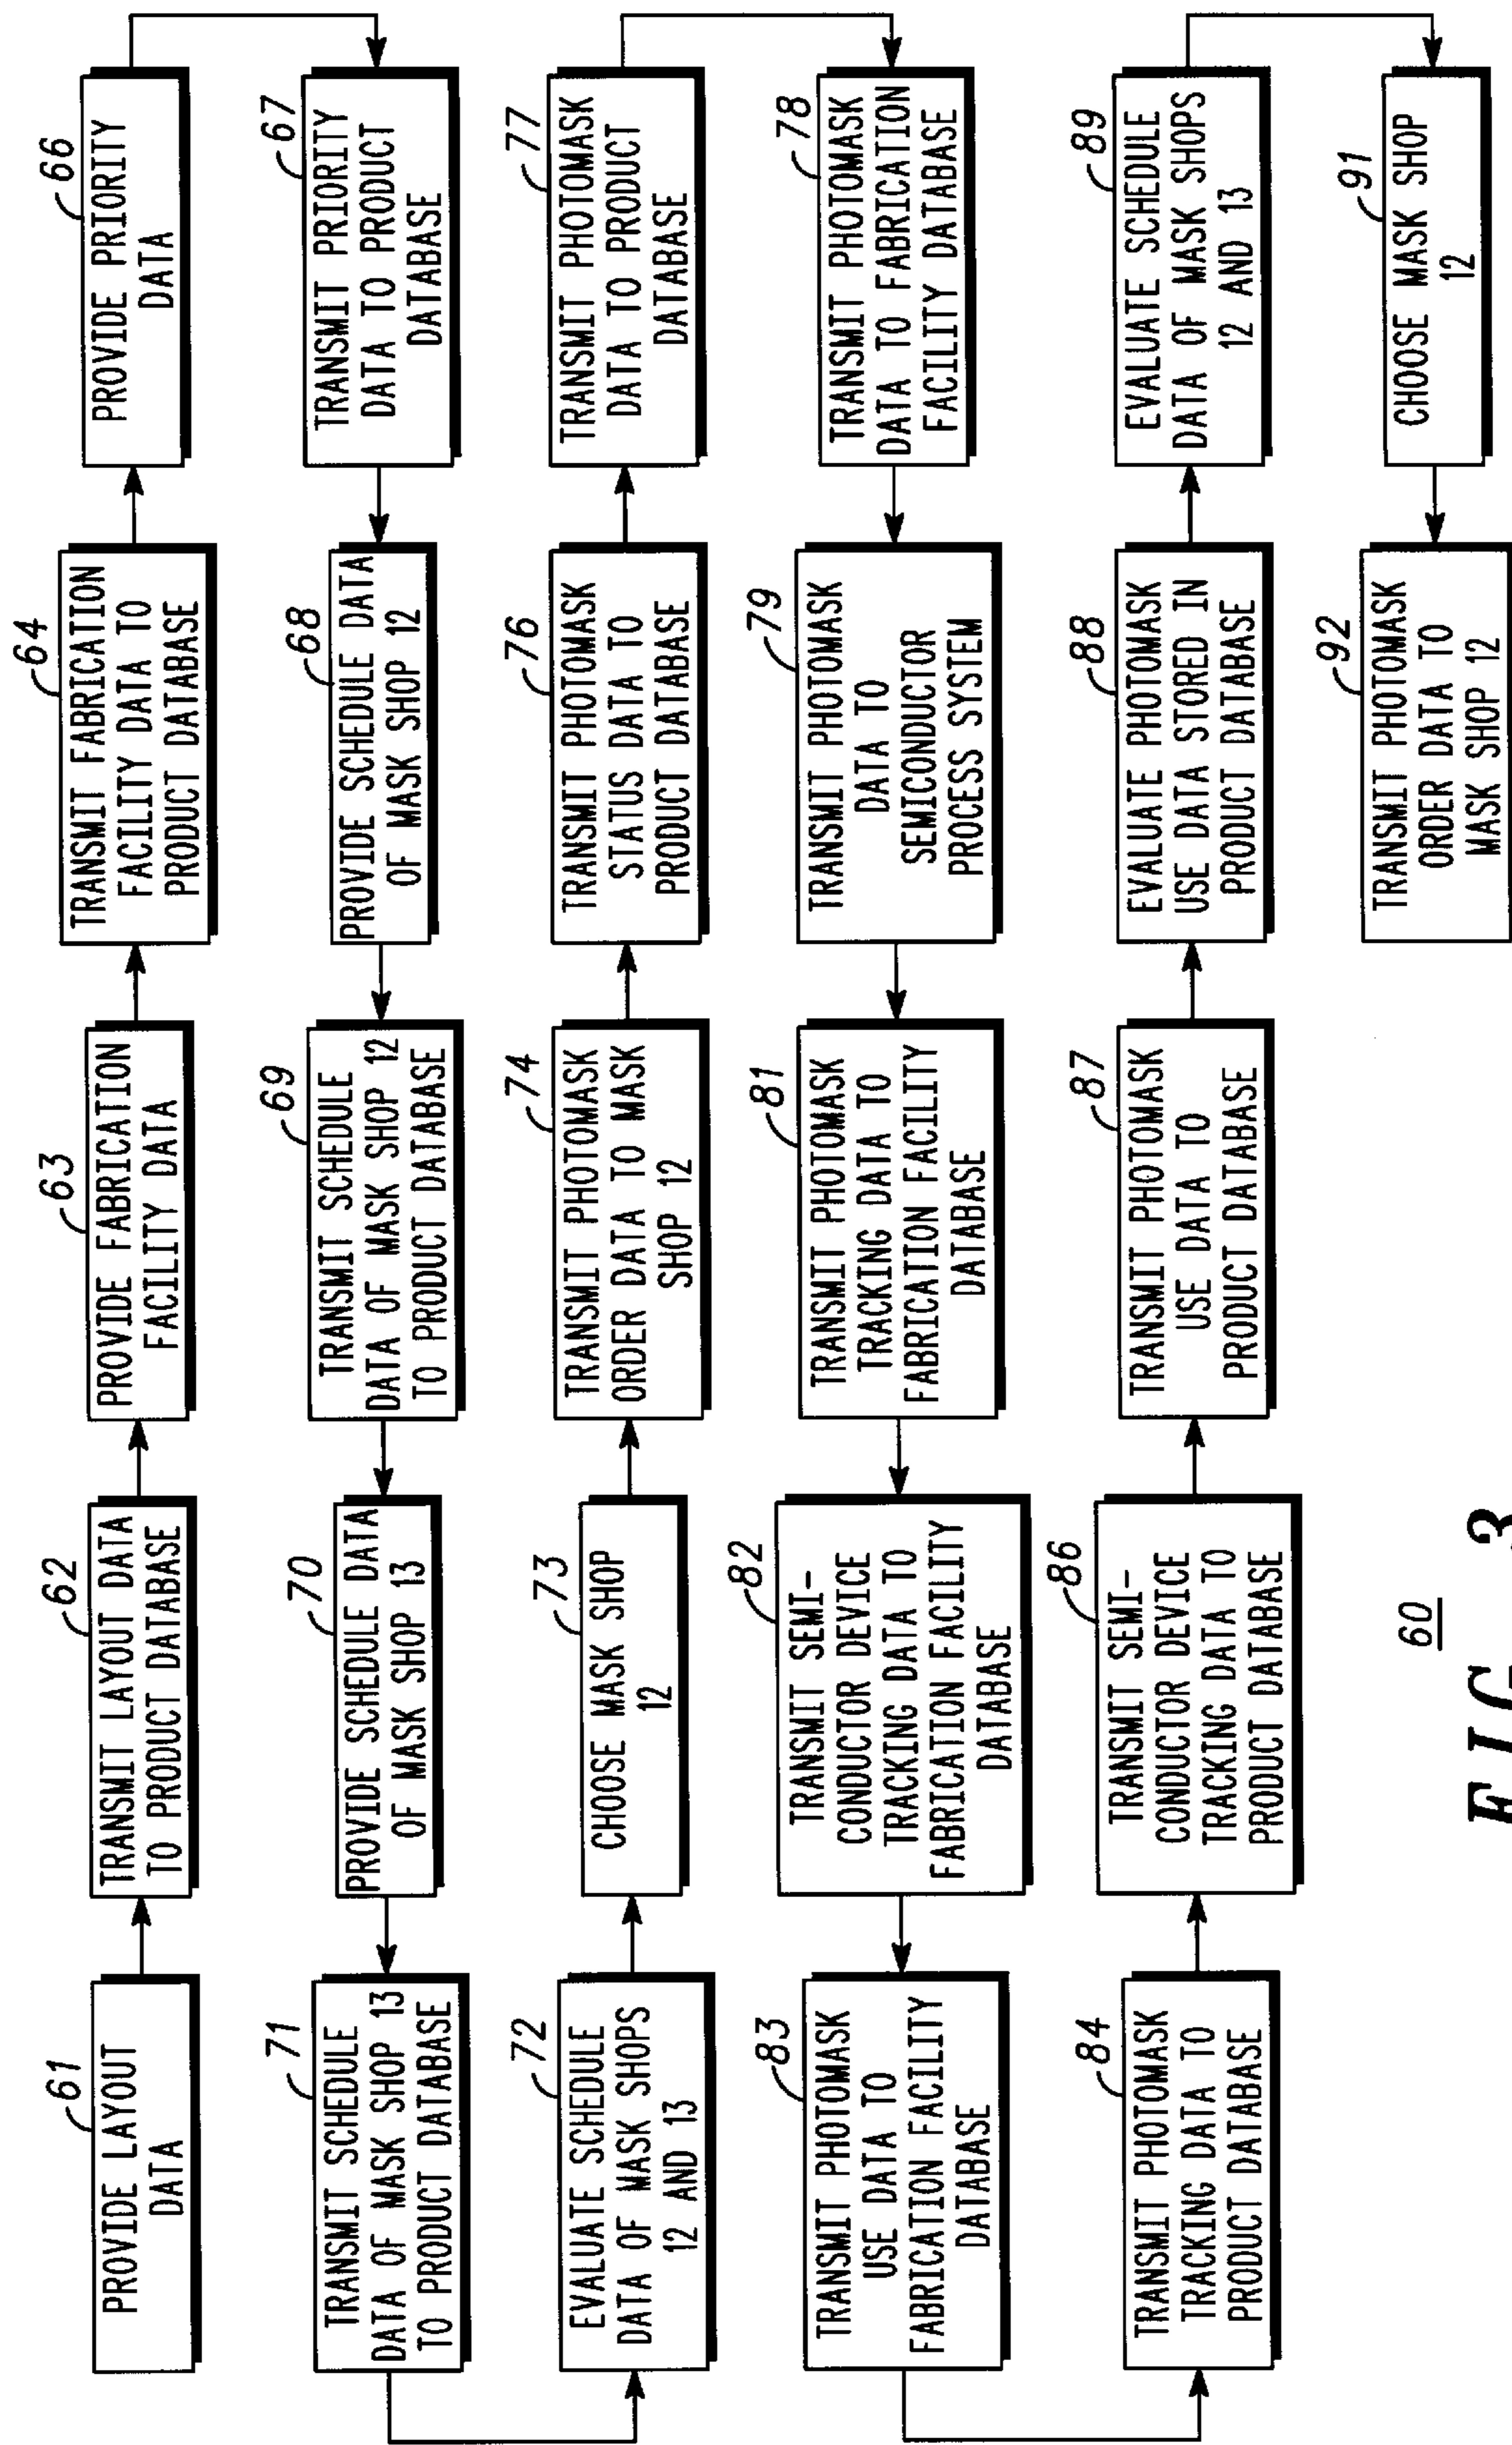 61
PROVIDE LAYOUT
DATA
62
TRANSMIT LAYOUT DATA
TO PRODUCT DATABASE
63
PROVIDE FABRICATION
FACILITY DATA
64
TRANSMIT FABRICATION
FACILITY DATA TO
PRODUCT DATABASE
66
PROVIDE PRIORITY
DATA
67
TRANSMIT PRIORITY
DATA TO PRODUCT
DATABASE
68
PROVIDE SCHEDULE DATA
OF MASK SHOP 12
69
TRANSMIT SCHEDULE
DATA OF MASK SHOP 12
TO PRODUCT DATABASE
70
PROVIDE SCHEDULE DATA
OF MASK SHOP 13
71
TRANSMIT SCHEDULE
DATA OF MASK SHOP 13
TO PRODUCT DATABASE
72
EVALUATE SCHEDULE
DATA OF MASK SHOPS
12 AND 13
73
CHOOSE MASK SHOP
12
74
TRANSMIT PHOTOMASK
ORDER DATA TO MASK
SHOP 12
76
TRANSMIT PHOTOMASK
STATUS DATA TO
PRODUCT DATABASE
77
TRANSMIT PHOTOMASK
DATA TO PRODUCT
DATABASE
78
TRANSMIT PHOTOMASK
DATA TO FABRICATION
FACILITY DATABASE
79
TRANSMIT PHOTOMASK
DATA TO
SEMICONDUCTOR
PROCESS SYSTEM
81
TRANSMIT PHOTOMASK
TRACKING DATA TO
FABRICATION FACILITY
DATABASE
82
TRANSMIT SEMI-
CONDUCTOR DEVICE
TRACKING DATA TO
FABRICATION FACILITY
DATABASE
83
TRANSMIT PHOTOMASK
USE DATA TO
FABRICATION FACILITY
DATABASE
84
TRANSMIT PHOTOMASK
TRACKING DATA TO
PRODUCT DATABASE
86
TRANSMIT SEMI-
CONDUCTOR DEVICE
TRACKING DATA TO
PRODUCT DATABASE
87
TRANSMIT PHOTOMASK
USE DATA TO
PRODUCT DATABASE
88
EVALUATE PHOTOMASK
USE DATA STORED IN
PRODUCT DATABASE
89
EVALUATE SCHEDULE
DATA OF MASK SHOPS
12 AND 13
91
CHOOSE MASK SHOP
12
92
TRANSMIT PHOTOMASK
ORDER DATA TO
MASK SHOP 12
60
FIG. 3